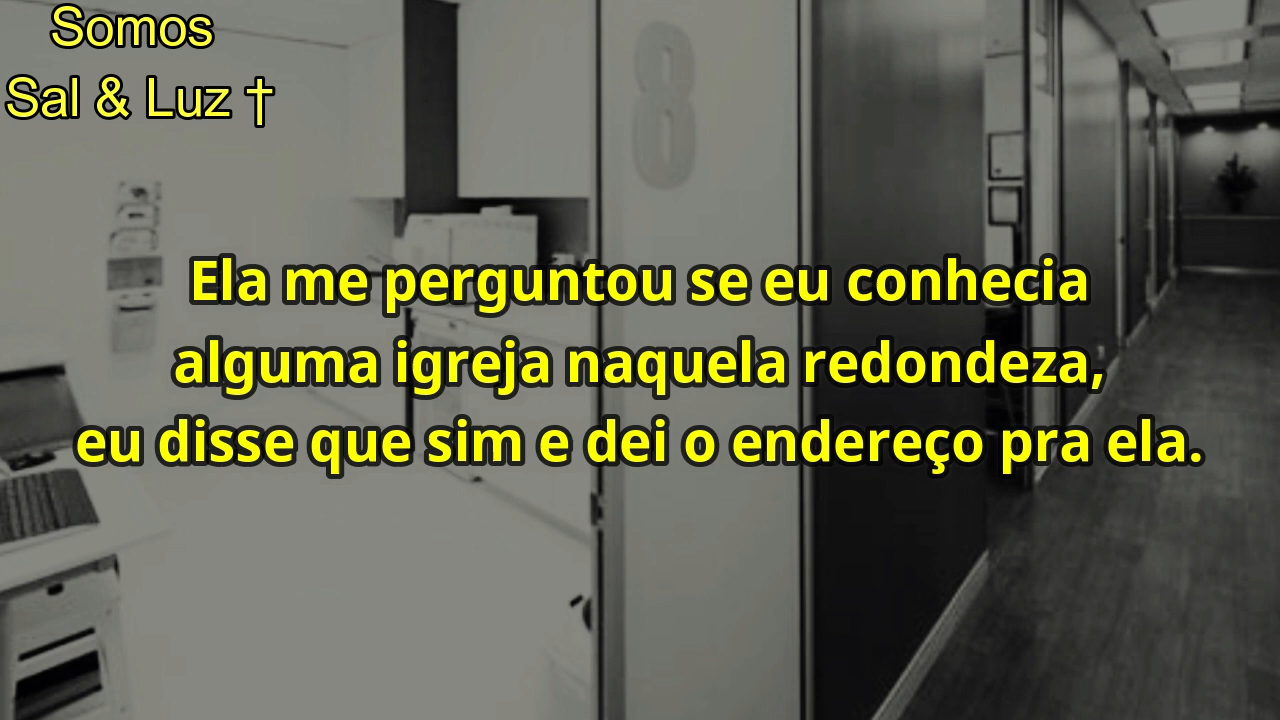 Somos
Sal & Luz †
8
Ela me perguntou se eu conhecia
alguma igreja naquela redondeza,
eu disse que sim e dei o endereço pra ela.